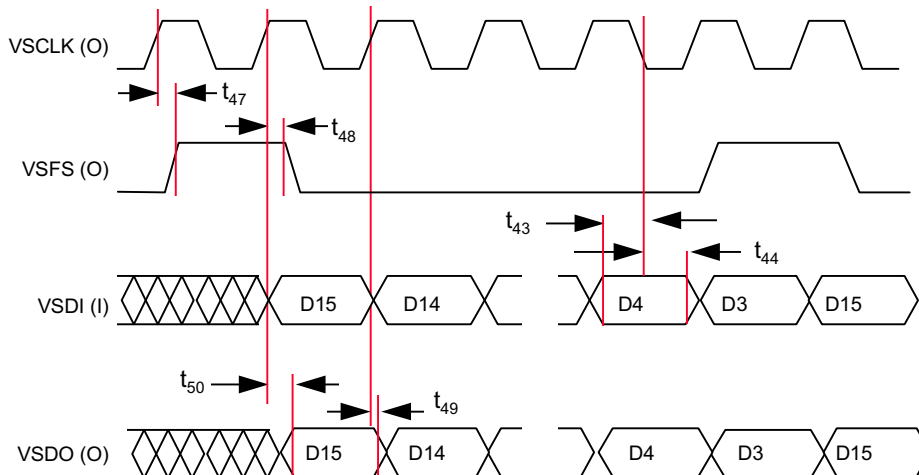 VSCLK (O)
t47
t48
VSFS (O)
t43
t44
VSDI (I) D15 D14 D4 D3 D15
t50
t49
VSDO (O) D15 D14 D4 D3 D15